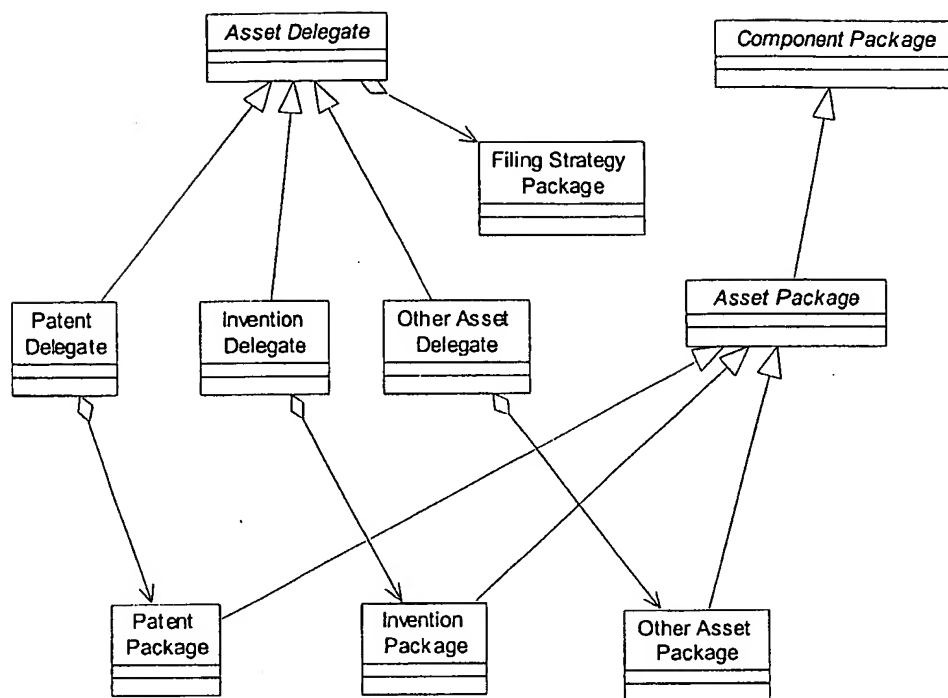 Asset Delegate
Component Package
Filing Strategy
Package
Asset Package
Patent
Delegate
Invention
Delegate
Other Asset
Delegate
Patent
Package
Invention
Package
Other Asset
Package